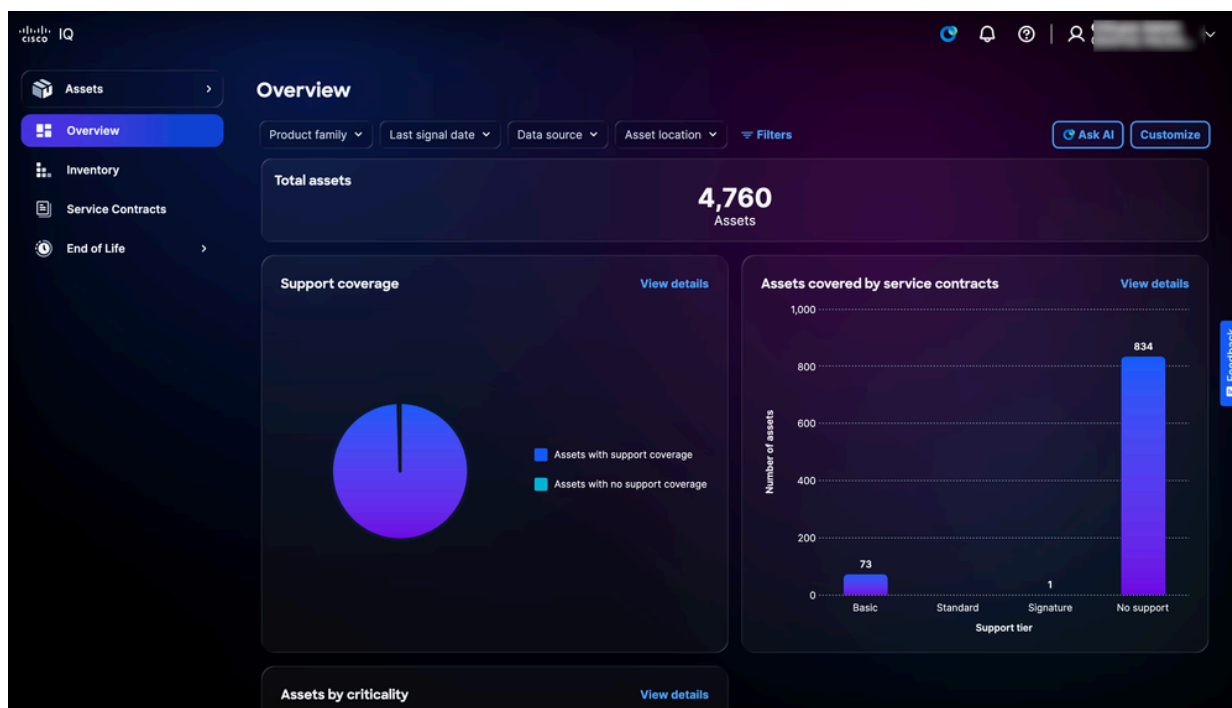 CISCO IQ
Assets
Overview
Inventory
Service Contracts
End of Life
Overview
Product family
Last signal date
Data source
Asset location
Filters
Ask AI
Customize
Total assets
4,760
Assets
Support coverage
View details
Assets with support coverage
Assets with no support coverage
Assets covered by service contracts
View details
Number of assets
1,000
800
600
400
200
0
73
1
834
Basic
Standard
Signature
No support
Support tier
Feedback
Assets by criticality
View details